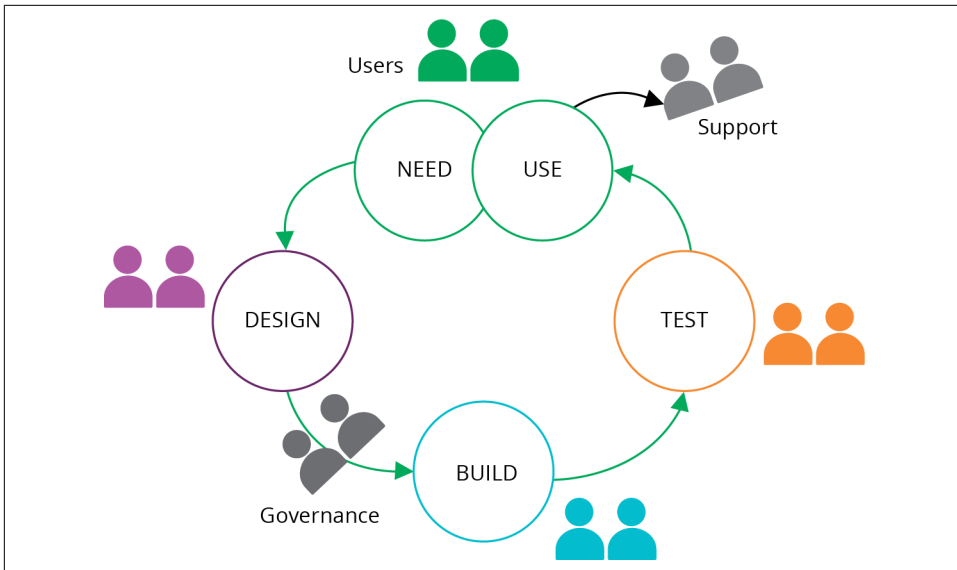 Users
Support
NEED
USE
DESIGN
TEST
BUILD
Governance